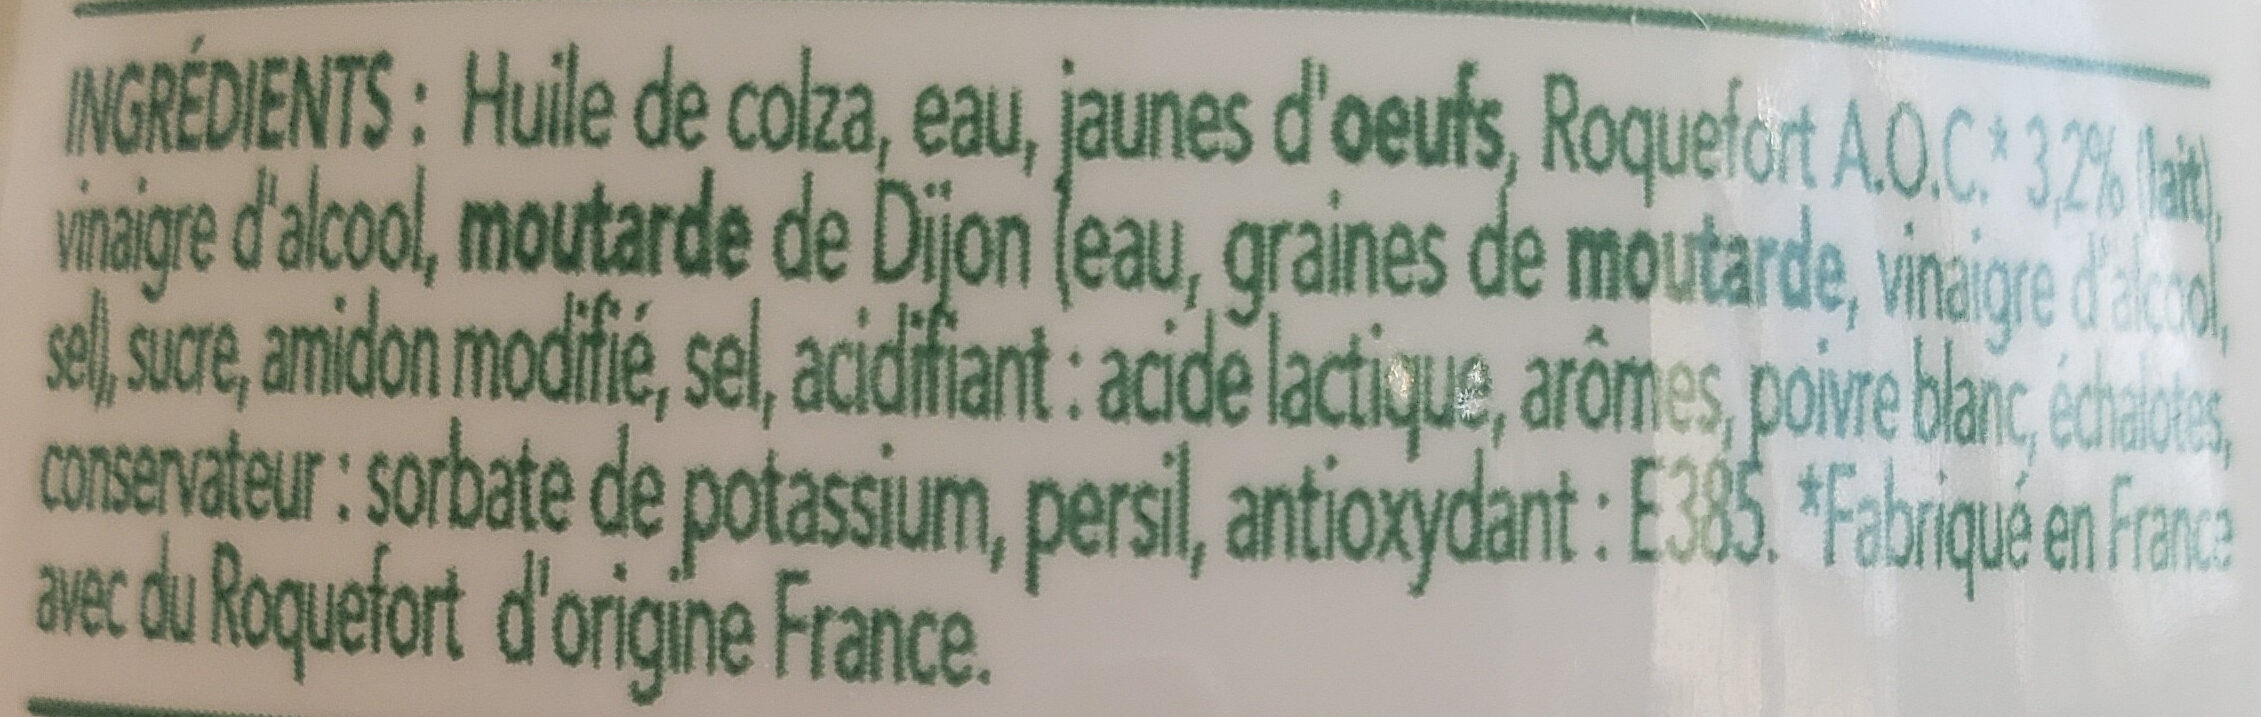 INGRÉDIENTS : Huile de colza, eau, jaunes d'oeufs, Roquefort A.O.C.* 3,2% (lait),
vinaigre d'alcool, moutarde de Dijon (eau, graines de moutarde, vinaigre d'alcool,
sel), sucre, amidon modifié, sel, acidifiant : acide lactique, arômes, poivre blanc, échalotes,
conservateur : sorbate de potassium, persil, antioxydant : E385. *Fabriqué en France
avec du Roquefort d'origine France.